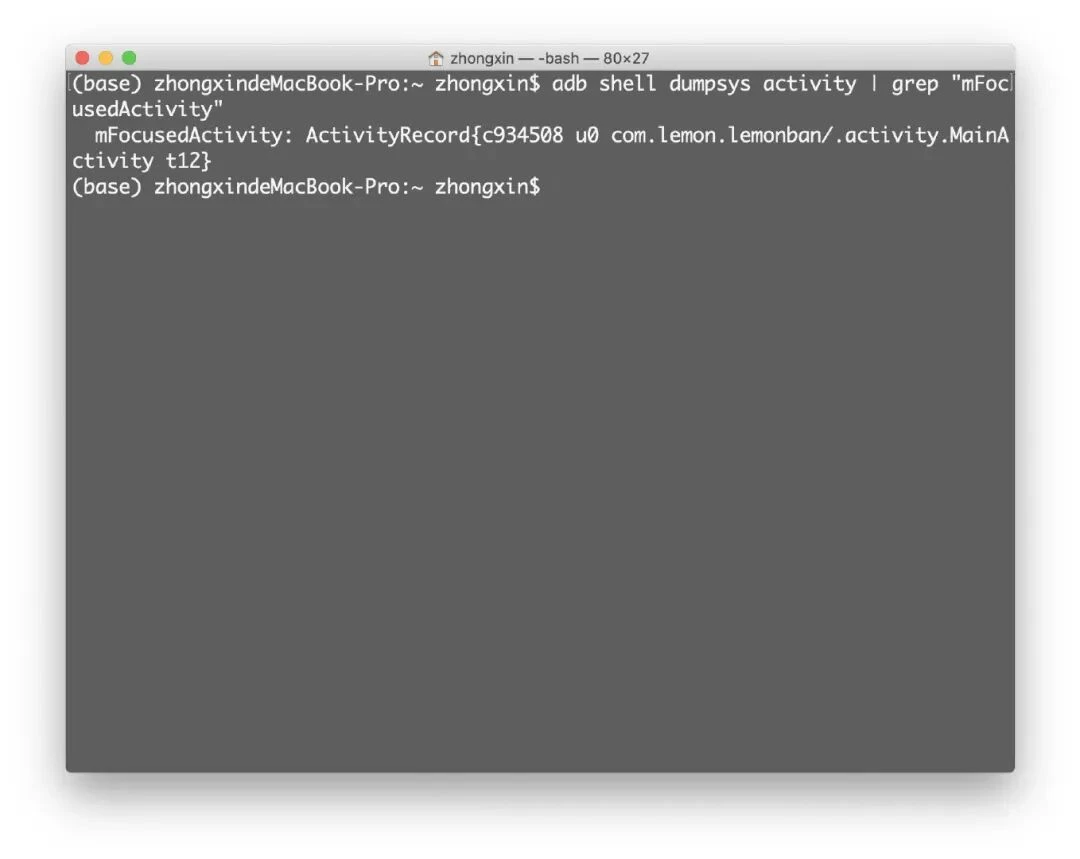 zhongxin — -bash — 80×27
(base) zhongxindeMacBook-Pro:~ zhongxin$ adb shell dumpsys activity | grep "mFoc
usedActivity"
  mFocusedActivity: ActivityRecord{c934508 u0 com.lemon.lemonban/.activity.MainA
ctivity t12}
(base) zhongxindeMacBook-Pro:~ zhongxin$